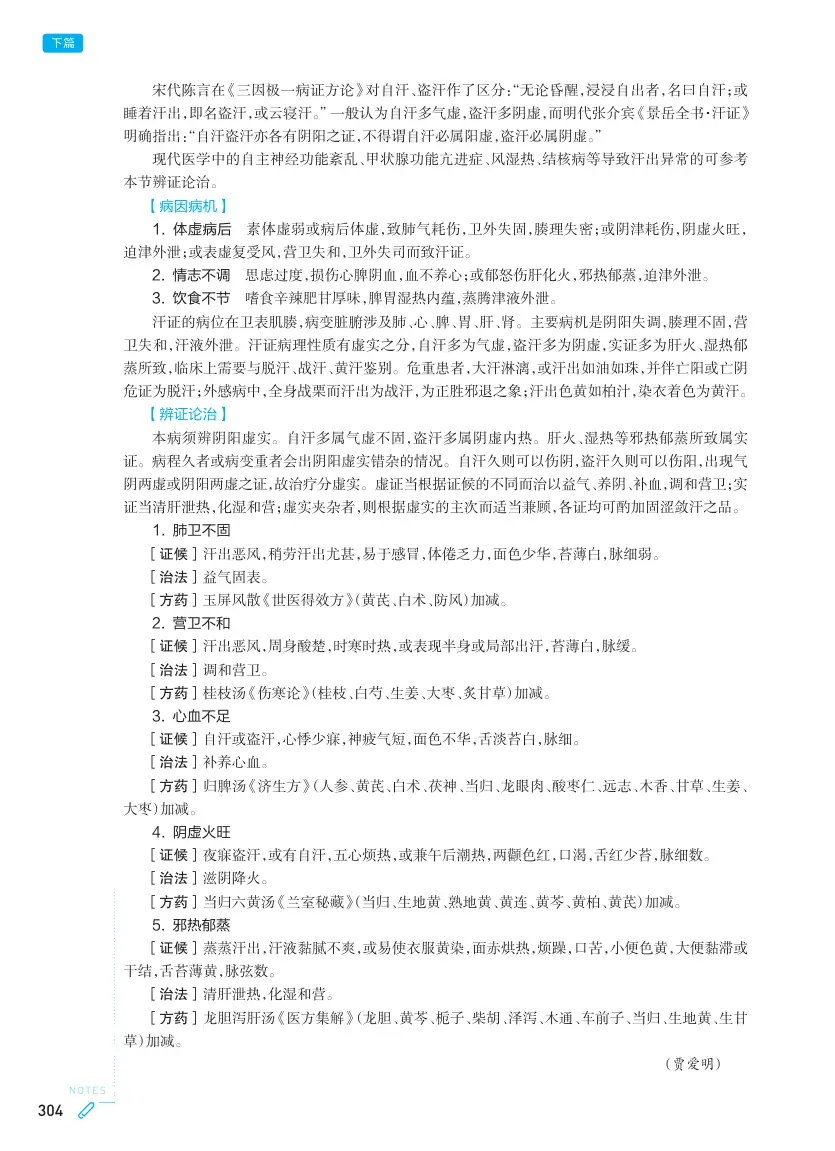 下篇
宋代陈言在《三因极一病证方论》对自汗、盗汗作了区分：“无论昏醒，浸浸自出者，名曰自汗；或
睡着汗出，即名盗汗，或云寝汗。”一般认为自汗多气虚，盗汗多阴虚，而明代张介宾《景岳全书·汗证》
明确指出：“自汗盗汗亦各有阴阳之证，不得谓自汗必属阳虚，盗汗必属阴虚。”
现代医学中的自主神经功能紊乱、甲状腺功能亢进症、风湿热、结核病等导致汗出异常的可参考
本节辨证论治。
【病因病机】
1. 体虚病后　素体虚弱或病后体虚，致肺气耗伤，卫外失固，腠理失密；或阴津耗伤，阴虚火旺，
迫津外泄；或表虚复受风，营卫失和，卫外失司而致汗证。
2. 情志不调　思虑过度，损伤心脾阴血，血不养心；或郁怒伤肝化火，邪热郁蒸，迫津外泄。
3. 饮食不节　嗜食辛辣肥甘厚味，脾胃湿热内蕴，蒸腾津液外泄。
汗证的病位在卫表肌腠，病变脏腑涉及肺、心、脾、胃、肝、肾。主要病机是阴阳失调，腠理不固，营
卫失和，汗液外泄。汗证病理性质有虚实之分，自汗多为气虚，盗汗多为阴虚，实证多为肝火、湿热郁
蒸所致，临床上需要与脱汗、战汗、黄汗鉴别。危重患者，大汗淋漓，或汗出如油如珠，并伴亡阳或亡阴
危证为脱汗；外感病中，全身战栗而汗出为战汗，为正胜邪退之象；汗出色黄如柏汁，染衣着色为黄汗。
【辨证论治】
本病须辨阴阳虚实。自汗多属气虚不固，盗汗多属阴虚内热。肝火、湿热等邪热郁蒸所致属实
证。病程久者或病变重者会出阴阳虚实错杂的情况。自汗久则可以伤阴，盗汗久则可以伤阳，出现气
阴两虚或阴阳两虚之证，故治疗分虚实。虚证当根据证候的不同而治以益气、养阴、补血，调和营卫；实
证当清肝泄热，化湿和营；虚实夹杂者，则根据虚实的主次而适当兼顾，各证均可酌加固涩敛汗之品。
1. 肺卫不固
［证候］汗出恶风，稍劳汗出尤甚，易于感冒，体倦乏力，面色少华，苔薄白，脉细弱。
［治法］益气固表。
［方药］玉屏风散《世医得效方》（黄芪、白术、防风）加减。
2. 营卫不和
［证候］汗出恶风，周身酸楚，时寒时热，或表现半身或局部出汗，苔薄白，脉缓。
［治法］调和营卫。
［方药］桂枝汤《伤寒论》（桂枝、白芍、生姜、大枣、炙甘草）加减。
3. 心血不足
［证候］自汗或盗汗，心悸少寐，神疲气短，面色不华，舌淡苔白，脉细。
［治法］补养心血。
［方药］归脾汤《济生方》（人参、黄芪、白术、茯神、当归、龙眼肉、酸枣仁、远志、木香、甘草、生姜、
大枣）加减。
4. 阴虚火旺
［证候］夜寐盗汗，或有自汗，五心烦热，或兼午后潮热，两颧色红，口渴，舌红少苔，脉细数。
［治法］滋阴降火。
［方药］当归六黄汤《兰室秘藏》（当归、生地黄、熟地黄、黄连、黄芩、黄柏、黄芪）加减。
5. 邪热郁蒸
［证候］蒸蒸汗出，汗液黏腻不爽，或易使衣服黄染，面赤烘热，烦躁，口苦，小便色黄，大便黏滞或
干结，舌苔薄黄，脉弦数。
［治法］清肝泄热，化湿和营。
［方药］龙胆泻肝汤《医方集解》（龙胆、黄芩、栀子、柴胡、泽泻、木通、车前子、当归、生地黄、生甘
草）加减。
（贾爱明）
NOTES
304